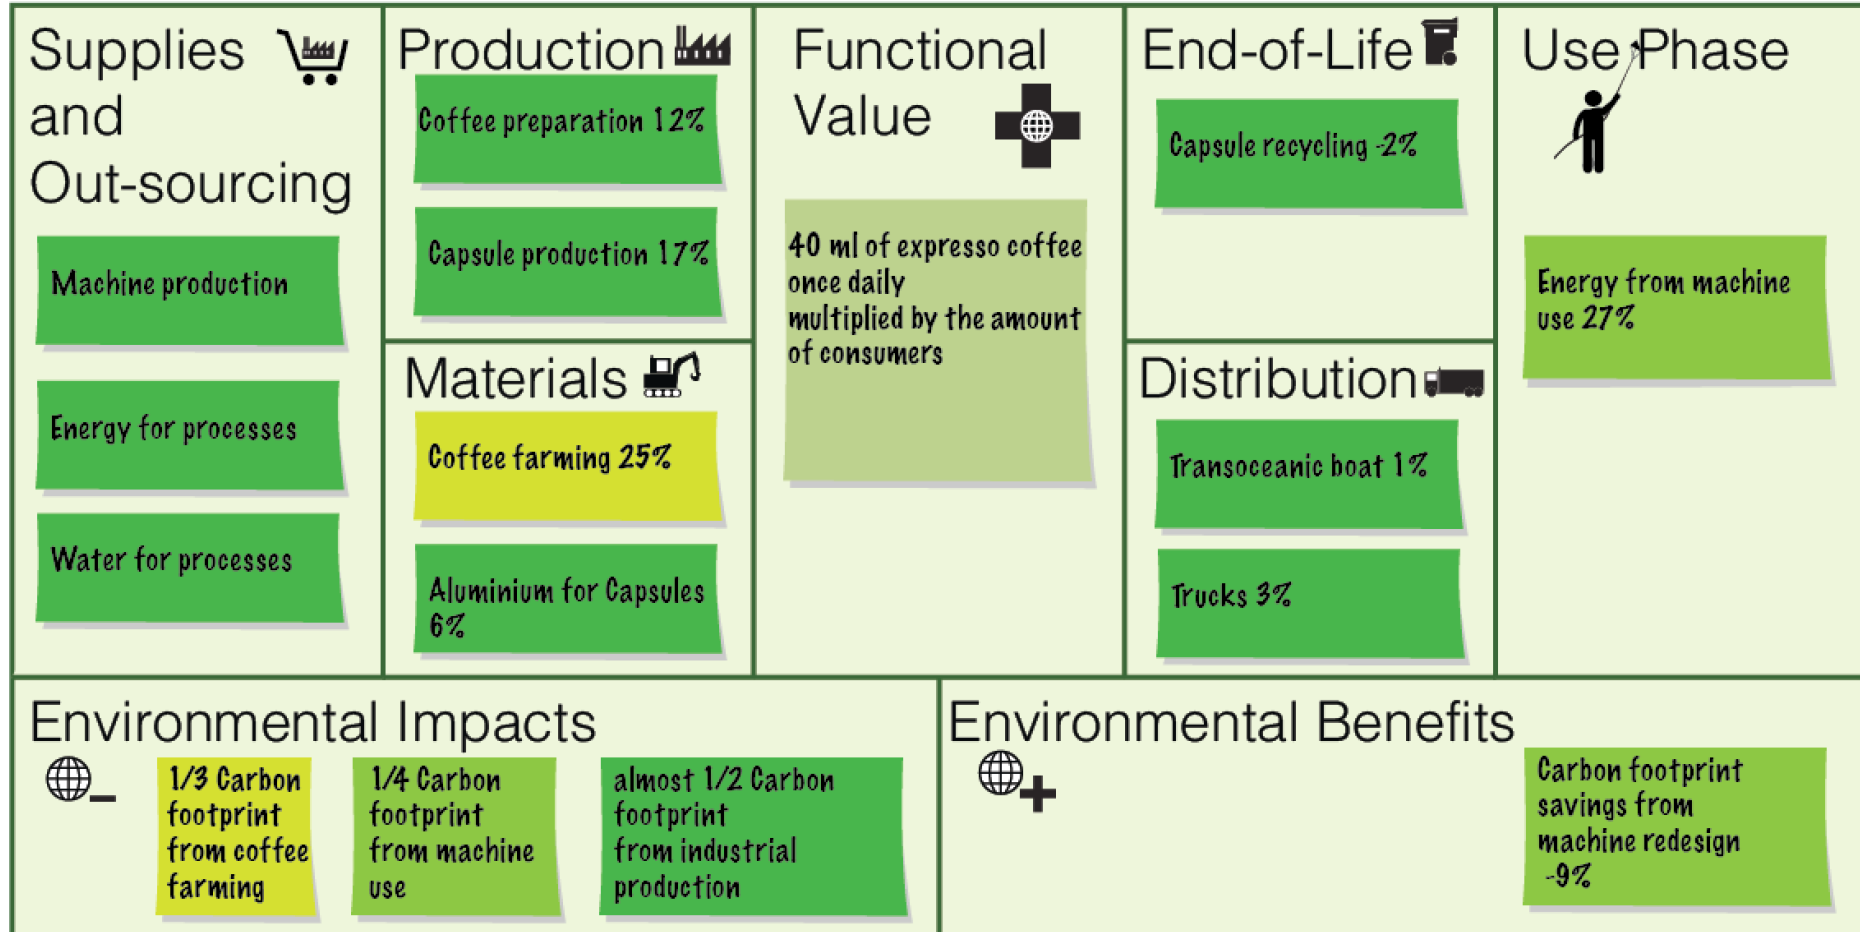 Supplies
and
Out-sourcing
Machine production
Energy for processes
Water for processes
Production
Coffee preparation 12%
Capsule production 17%
Materials
Coffee farming 25%
Aluminium for Capsules
6%
Functional
Value
40 ml of expresso coffee
once daily
multiplied by the amount
of consumers
End-of-Life
Capsule recycling -2%
Distribution
Transoceanic boat 1%
Trucks 3%
Use Phase
Energy from machine
use 27%
Environmental Impacts
1/3 Carbon
footprint
from coffee
farming
1/4 Carbon
footprint
from machine
use
almost 1/2 Carbon
footprint
from industrial
production
Environmental Benefits
Carbon footprint
savings from
machine redesign
-9%